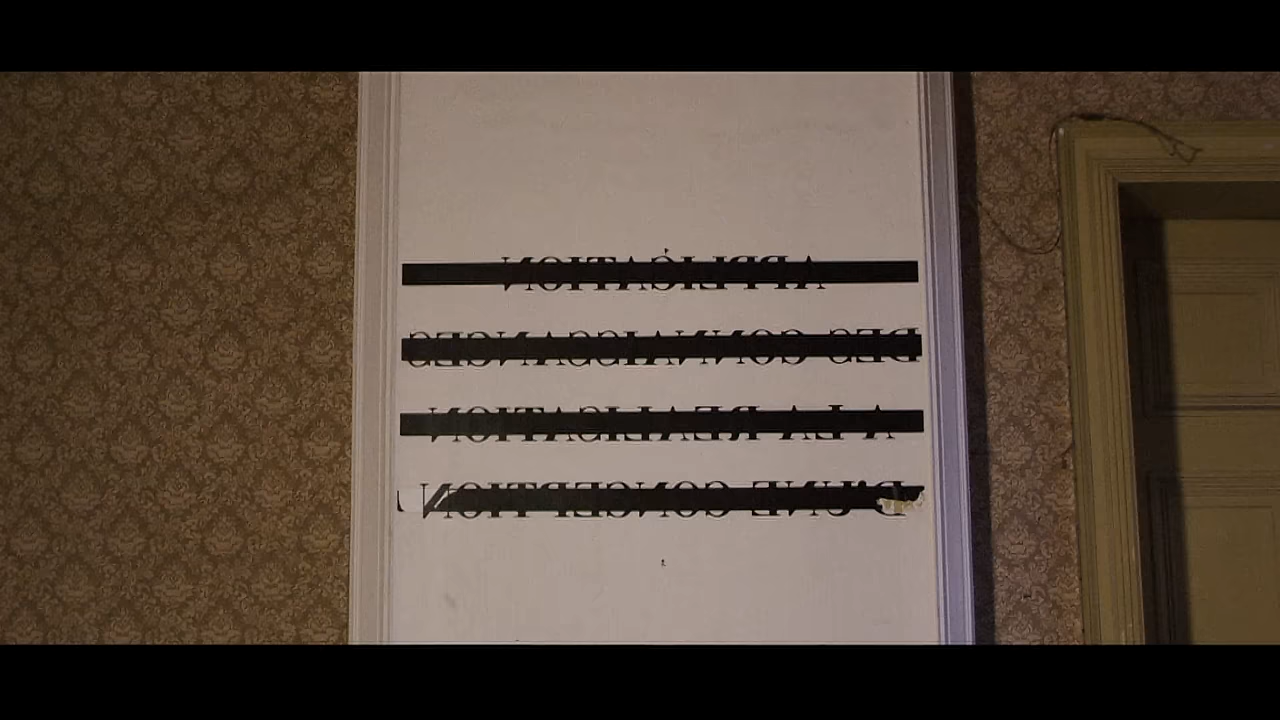 APPLICATION
DES CONNAISSANCES
A LA REALISATION
D'UNE CONCEPTION